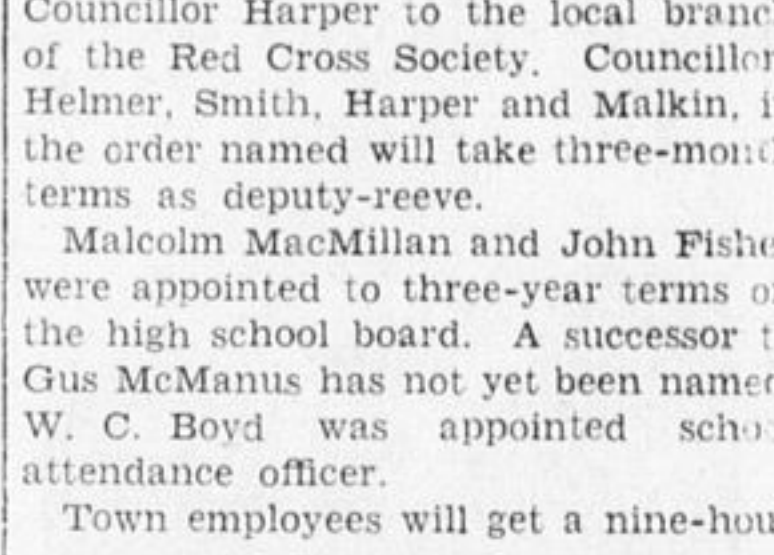 Councillor Harper to the local branc
of the Red Cross Society. Councillor
Helmer, Smith, Harper and Malkin, i
the order named will take three-mont
terms as deputy-reeve.
Malcolm MacMillan and John Fishe
were appointed to three-year terms o
the high school board. A successor t
Gus McManus has not yet been named
W. C. Boyd was appointed scho
attendance officer.
Town employees will get a nine-hou